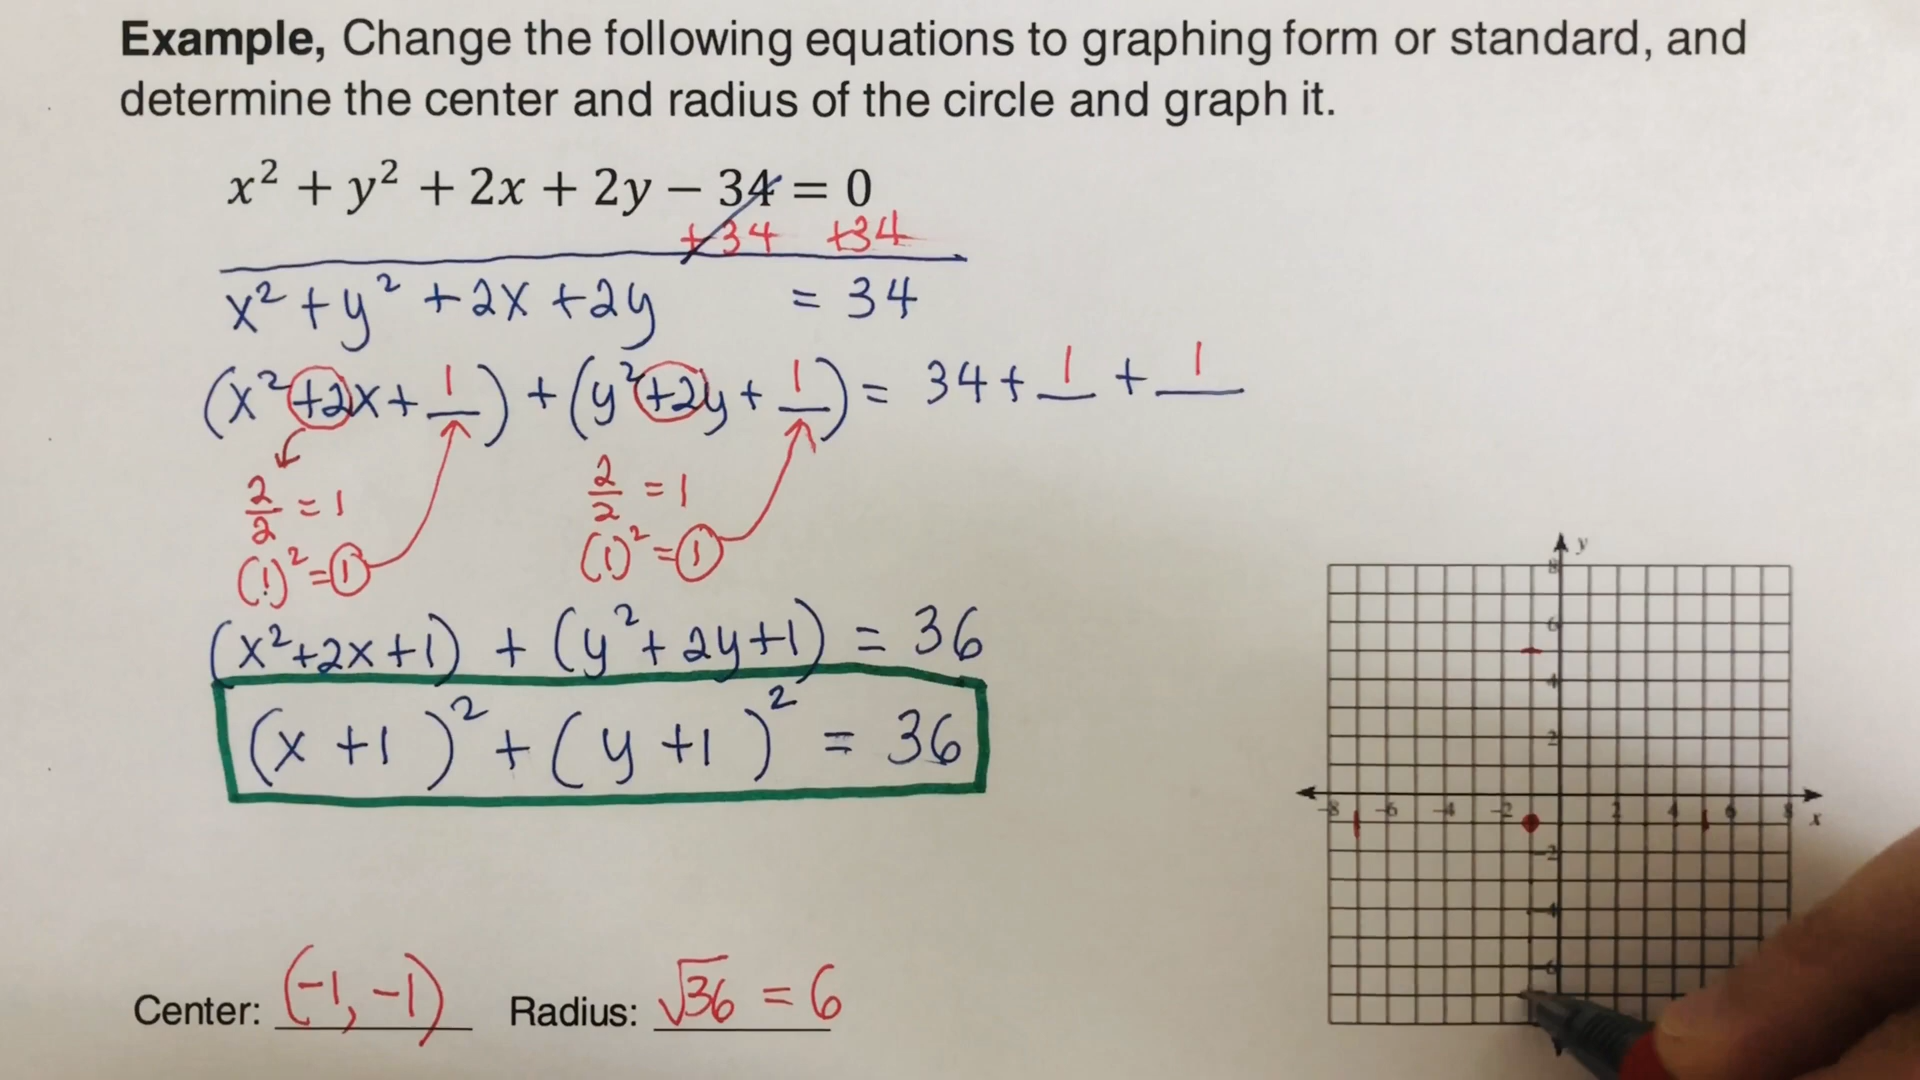 Example, Change the following equations to graphing form or standard, and
determine the center and radius of the circle and graph it.
x² + y² + 2x + 2y − 34 = 0
+34 +34
x² + y² + 2x + 2y = 34
(x² + 2x + 1) + (y² + 2y + 1) = 34 + 1 + 1
2/2 = 1 2/2 = 1
(1)² = 1 (1)² = 1
(x² + 2x + 1) + (y² + 2y + 1) = 36
(x + 1)² + (y + 1)² = 36
Center: (-1, -1) Radius: √36 = 6
y
8
6
4
2
-8 -6 -4 -2 2 4 6 8 x
-2
-4
-6